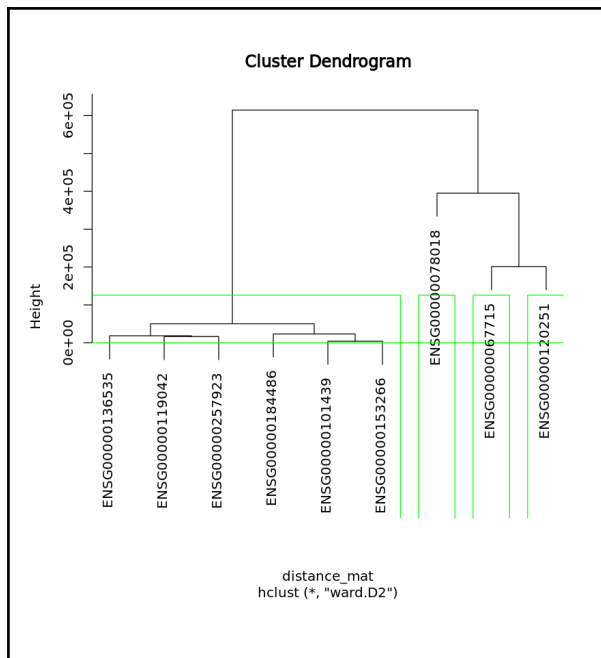 Cluster Dendrogram
Height
6e+05
4e+05
2e+05
0e+00
ENSG00000136535
ENSG00000119042
ENSG00000257923
ENSG00000184486
ENSG00000101439
ENSG00000153266
ENSG00000078018
ENSG00000067715
ENSG00000120251
distance_mat
hclust (*, "ward.D2")